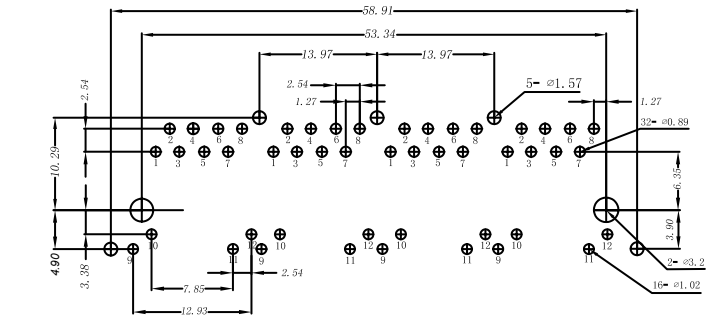 58.91
53.34
13.97 13.97
2.54 2.54 5- ⌀1.57
1.27 1.27
32- ⌀0.89
2 4 6 8 2 4 6 8 2 4 6 8 2 4 6 8
10.29
1 3 5 7 1 3 5 7 1 3 5 7 1 3 5 7
6.35
10 12 10 12 10 12 10 12
4.90 3.38 3.90
9 11 9 11 9 11 9 11
2.54 2- ⌀3.2
7.85 16- ⌀1.02
12.93